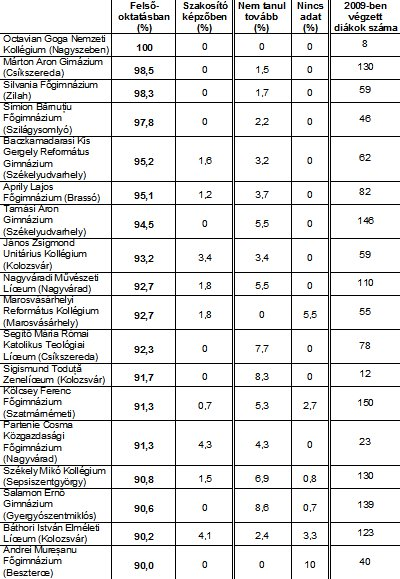 Felső-
oktatásban
(%)
Szakosító
képzőben
(%)
Nem tanul
tovább
(%)
Nincs
adat
(%)
2009-ben
végzett
diákok száma
Octavian Goga Nemzeti
Kollégium (Nagyszeben)
100 0 0 0 8
Márton Áron Gimázium
(Csíkszereda)
98,5 0 1,5 0 130
Silvania Főgimnázium
(Zilah)
98,3 0 1,7 0 59
Simion Bărnuţiu
Főgimnázium
(Szilágysomlyó)
97,8 0 2,2 0 46
Baczkamadarasi Kis
Gergely Református
Gimnázium
(Székelyudvarhely)
95,2 1,6 3,2 0 62
Áprily Lajos
Főgimnázium (Brassó)
95,1 1,2 3,7 0 82
Tamási Áron
Gimnázium
(Székelyudvarhely)
94,5 0 5,5 0 146
János Zsigmond
Unitárius Kollégium
(Kolozsvár)
93,2 3,4 3,4 0 59
Nagyváradi Művészeti
Líceum (Nagyvárad)
92,7 1,8 5,5 0 110
Marosvásárhelyi
Református Kollégium
(Marosvásárhely)
92,7 1,8 0 5,5 55
Segítő Mária Római
Katolikus Teológiai
Líceum (Csíkszereda)
92,3 0 7,7 0 78
Sigismund Toduţă
Zenelíceum (Kolozsvár)
91,7 0 8,3 0 12
Kölcsey Ferenc
Főgimnázium
(Szatmárnémeti)
91,3 0,7 5,3 2,7 150
Partenie Cosma
Közgazdasági
Főgimnázium
(Nagyvárad)
91,3 4,3 4,3 0 23
Székely Mikó Kollégium
(Sepsiszentgyörgy)
90,8 1,5 6,9 0,8 130
Salamon Ernő
Gimnázium
(Gyergyószentmiklós)
90,6 0 8,6 0,7 139
Báthori István Elméleti
Líceum (Kolozsvár)
90,2 4,1 2,4 3,3 123
Andrei Mureşanu
Főgimnázium
(Beszterce)
90,0 0 0 10 40